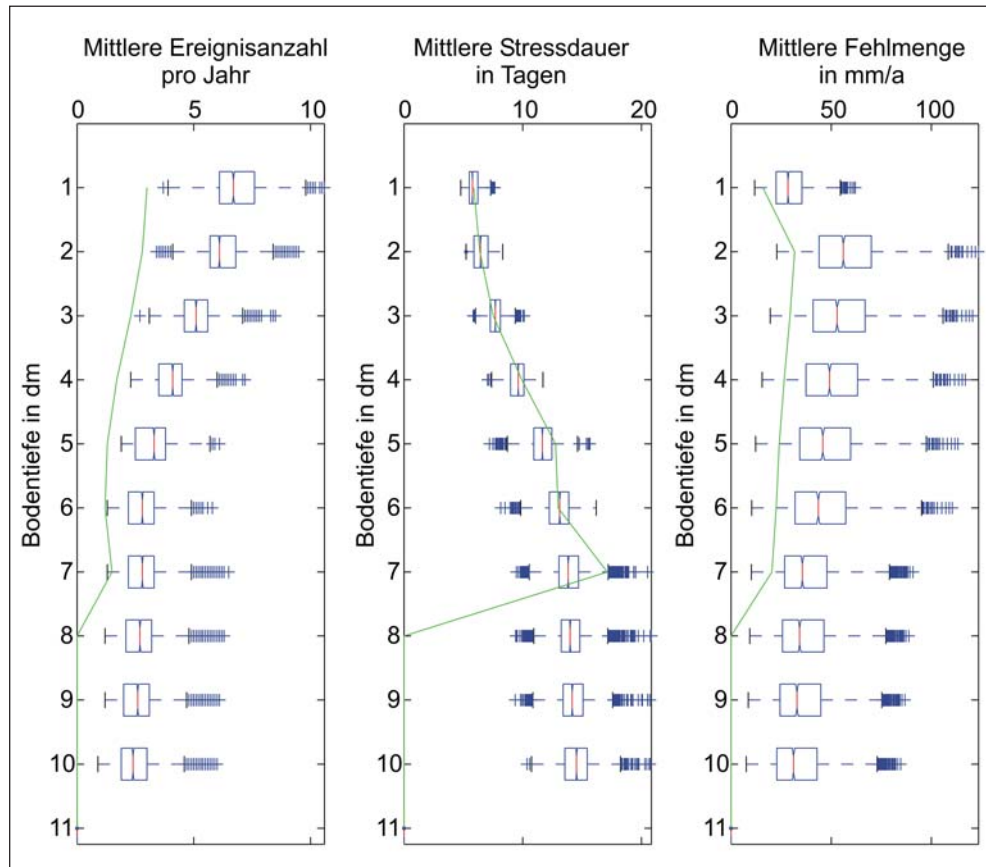 Mittlere Ereignisanzahl
pro Jahr
0 5 10
Bodentiefe in dm
1
2
3
4
5
6
7
8
9
10
11
Mittlere Stressdauer
in Tagen
0 10 20
Bodentiefe in dm
1
2
3
4
5
6
7
8
9
10
11
Mittlere Fehlmenge
in mm/a
0 50 100
Bodentiefe in dm
1
2
3
4
5
6
7
8
9
10
11